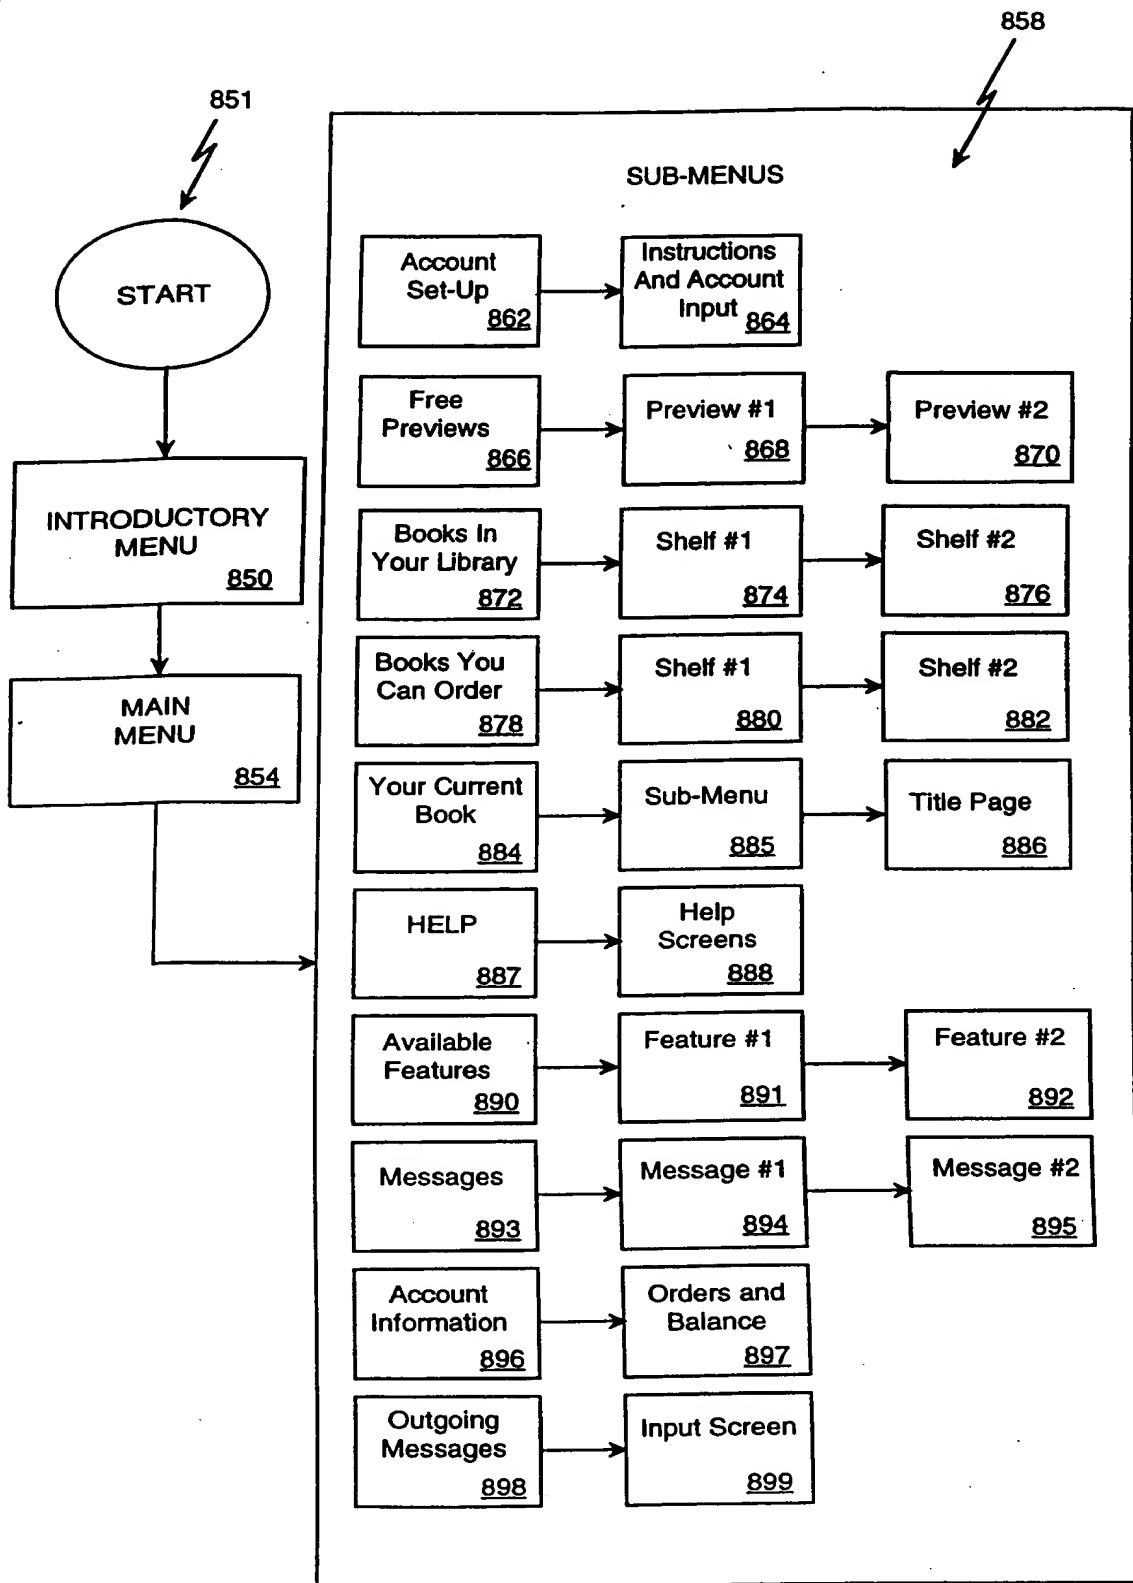 858
851
SUB-MENUS
START
INTRODUCTORY
MENU
850
MAIN
MENU
854
Account
Set-Up
862
Instructions
And Account
Input
864
Free
Previews
866
Preview #1
868
Preview #2
870
Books In
Your Library
872
Shelf #1
874
Shelf #2
876
Books You
Can Order
878
Shelf #1
880
Shelf #2
882
Your Current
Book
884
Sub-Menu
885
Title Page
886
HELP
887
Help
Screens
888
Available
Features
890
Feature #1
891
Feature #2
892
Messages
893
Message #1
894
Message #2
895
Account
Information
896
Orders and
Balance
897
Outgoing
Messages
898
Input Screen
899